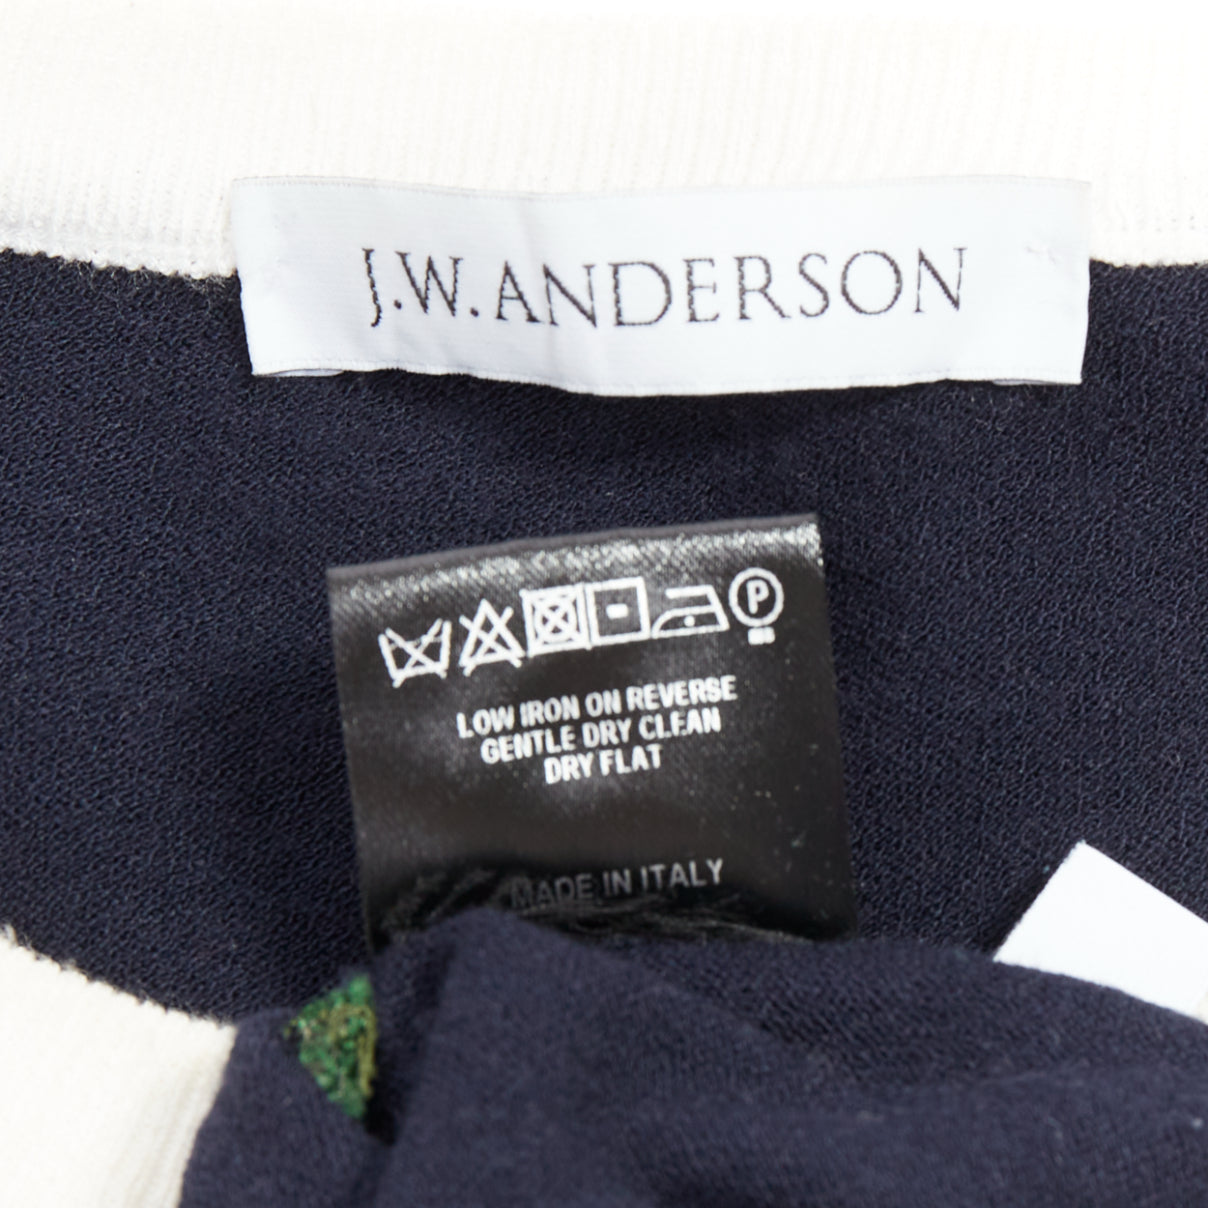 J.W.ANDERSON
P
LOW IRON ON REVERSE
GENTLE DRY CLEAN
DRY FLAT
MADE IN ITALY